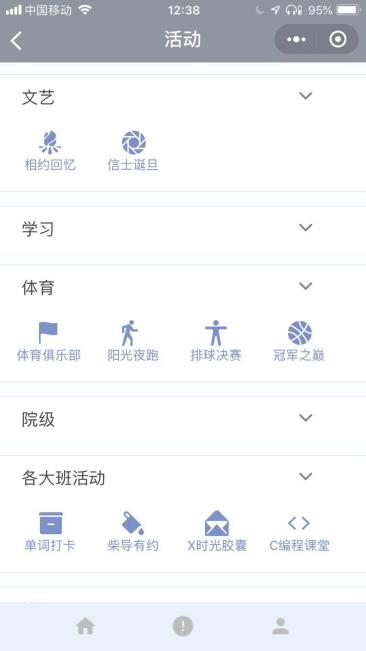 中国移动 12:38 95%
活动
文艺
相约回忆 信士诞旦
学习
体育
体育俱乐部 阳光夜跑 排球决赛 冠军之巅
院级
各大班活动
单词打卡 柴导有约 X时光胶囊 C编程课堂